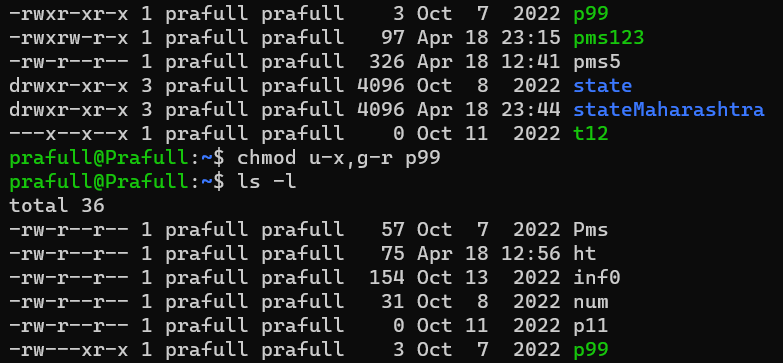 -rwxr-xr-x 1 prafull prafull    3 Oct  7  2022 p99
-rwxrw-r-x 1 prafull prafull   97 Apr 18 23:15 pms123
-rw-r--r-- 1 prafull prafull  326 Apr 18 12:41 pms5
drwxr-xr-x 3 prafull prafull 4096 Oct  8  2022 state
drwxr-xr-x 3 prafull prafull 4096 Apr 18 23:44 stateMaharashtra
---x--x--x 1 prafull prafull    0 Oct 11  2022 t12
prafull@Prafull:~$ chmod u-x,g-r p99
prafull@Prafull:~$ ls -l
total 36
-rw-r--r-- 1 prafull prafull   57 Oct  7  2022 Pms
-rw-r--r-- 1 prafull prafull   75 Apr 18 12:56 ht
-rw-r--r-- 1 prafull prafull  154 Oct 13  2022 inf0
-rw-r--r-- 1 prafull prafull   31 Oct  8  2022 num
-rw-r--r-- 1 prafull prafull    0 Oct 11  2022 p11
-rw---xr-x 1 prafull prafull    3 Oct  7  2022 p99